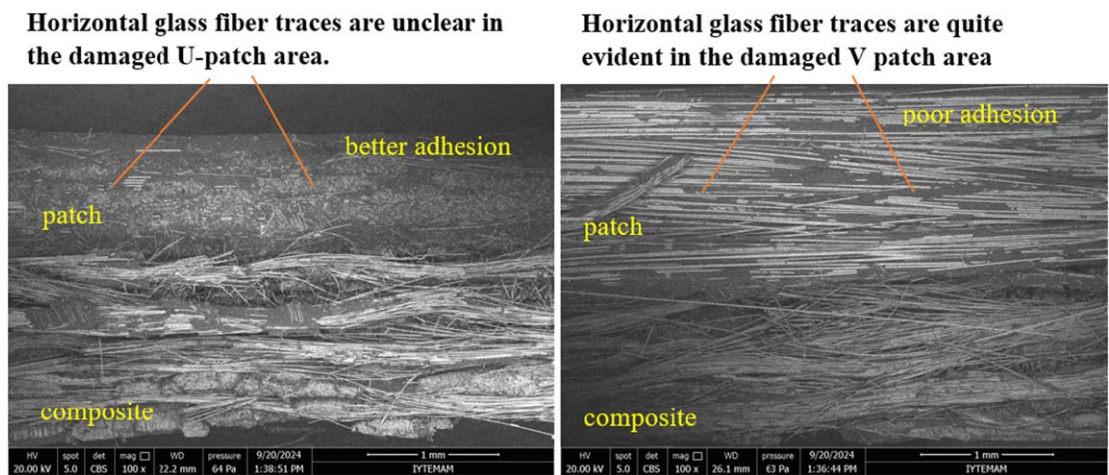 Horizontal glass fiber traces are unclear in
the damaged U-patch area.
Horizontal glass fiber traces are quite
evident in the damaged V patch area
better adhesion
patch
composite
poor adhesion
patch
composite
HV spot det mag WD pressure 9/20/2024 1 mm
20.00 kV 5.0 CBS 100 x 22.2 mm 64 Pa 1:38:51 PM IYTEMAM
HV spot det mag WD pressure 9/20/2024 1 mm
20.00 kV 5.0 CBS 100 x 26.1 mm 63 Pa 1:36:44 PM IYTEMAM